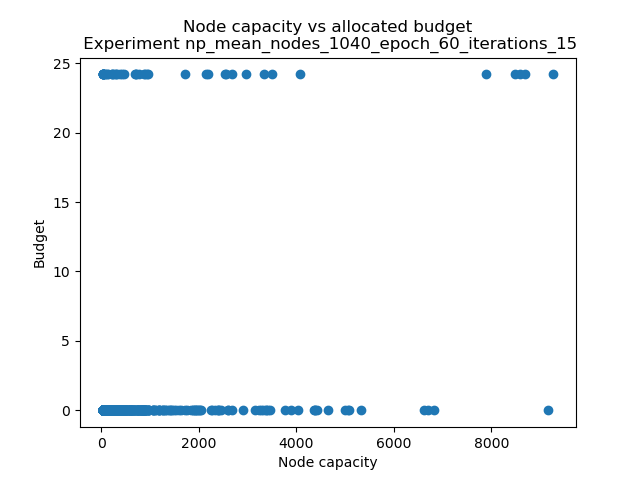 Node capacity vs allocated budget
Experiment np_mean_nodes_1040_epoch_60_iterations_15
25
20
15
10
5
0
Budget
0 2000 4000 6000 8000
Node capacity